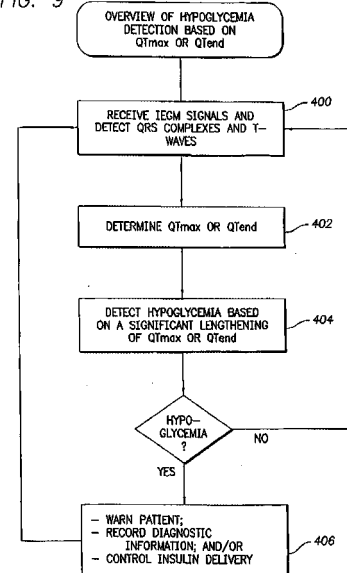 FIG. 9
OVERVIEW OF HYPOGLYCEMIA
DETECTION BASED ON
QTmax OR QTend
400
RECEIVE IEGM SIGNALS AND
DETECT QRS COMPLEXES AND T-
WAVES
402
DETERMINE QTmax OR QTend
404
DETECT HYPOGLYCEMIA BASED
ON A SIGNIFICANT LENGTHENING
OF QTmax OR QTend
HYPO-
GLYCEMIA
?
NO
YES
406
– WARN PATIENT;
– RECORD DIAGNOSTIC
INFORMATION; AND/OR
– CONTROL INSULIN DELIVERY